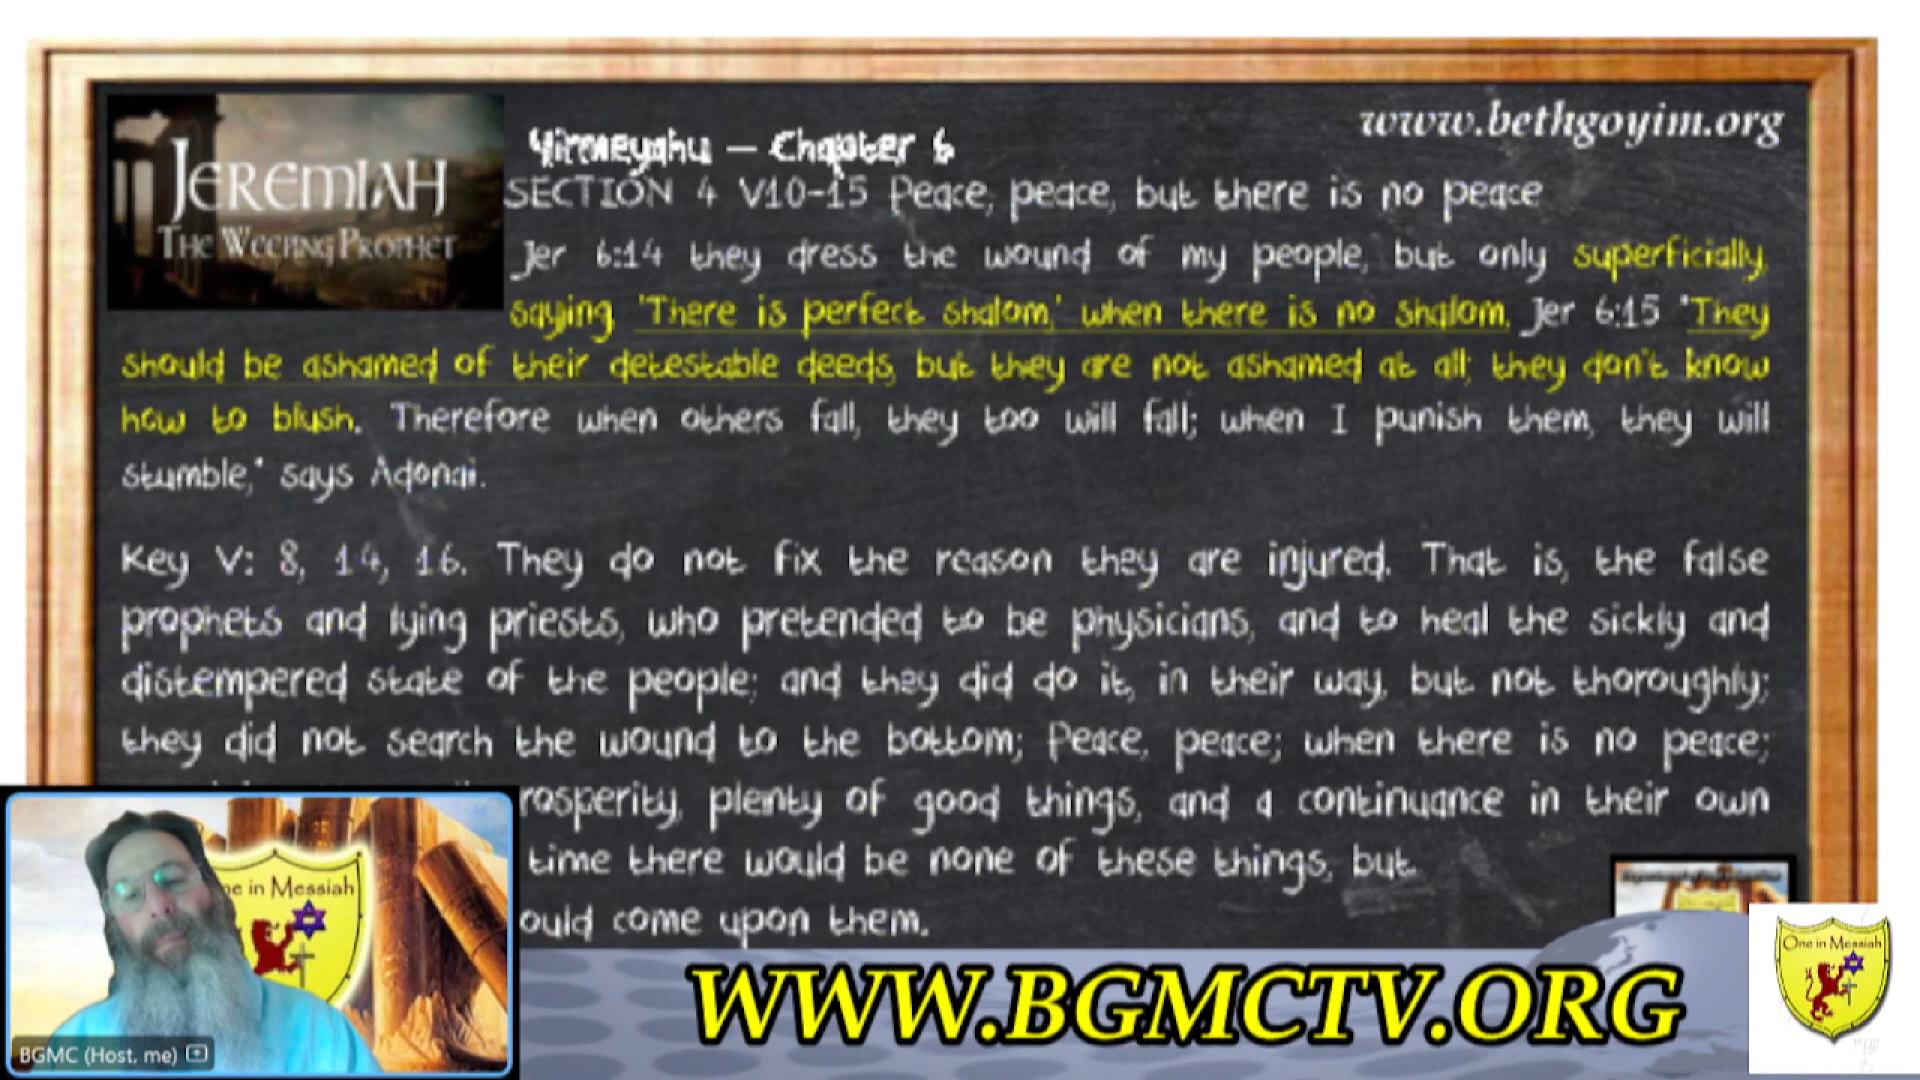 www.bethgoyim.org
JEREMIAH
THE WEEPING PROPHET
Yirmeyahu – Chapter 6
SECTION 4 V10-15 Peace, peace, but there is no peace
Jer 6:14 they dress the wound of my people, but only superficially,
saying 'There is perfect shalom,' when there is no shalom. Jer 6:15 "They
should be ashamed of their detestable deeds, but they are not ashamed at all; they don't know
how to blush. Therefore when others fall, they too will fall; when I punish them, they will
stumble," says Adonai.
Key V: 8, 14, 16. They do not fix the reason they are injured. That is, the false
prophets and lying priests, who pretended to be physicians, and to heal the sickly and
distempered state of the people; and they did do it, in their way, but not thoroughly;
they did not search the wound to the bottom; Peace, peace; when there is no peace;
rosperity, plenty of good things, and a continuance in their own
time there would be none of these things, but
ould come upon them.
ne in Messiah
BGMC (Host, me)
WWW.BGMCTV.ORG
One in Messiah